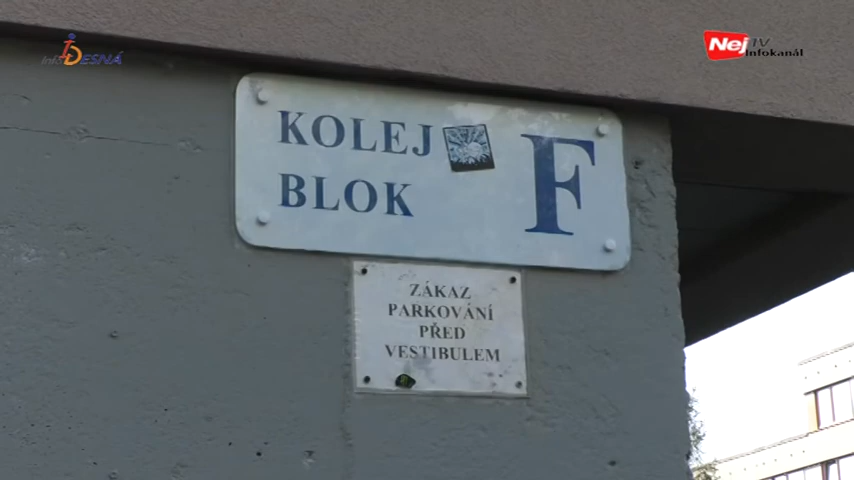 info DESNÁ
Nej TV
infokanál
KOLEJ
BLOK
F
ZÁKAZ
PARKOVÁNÍ
PŘED
VESTIBULEM